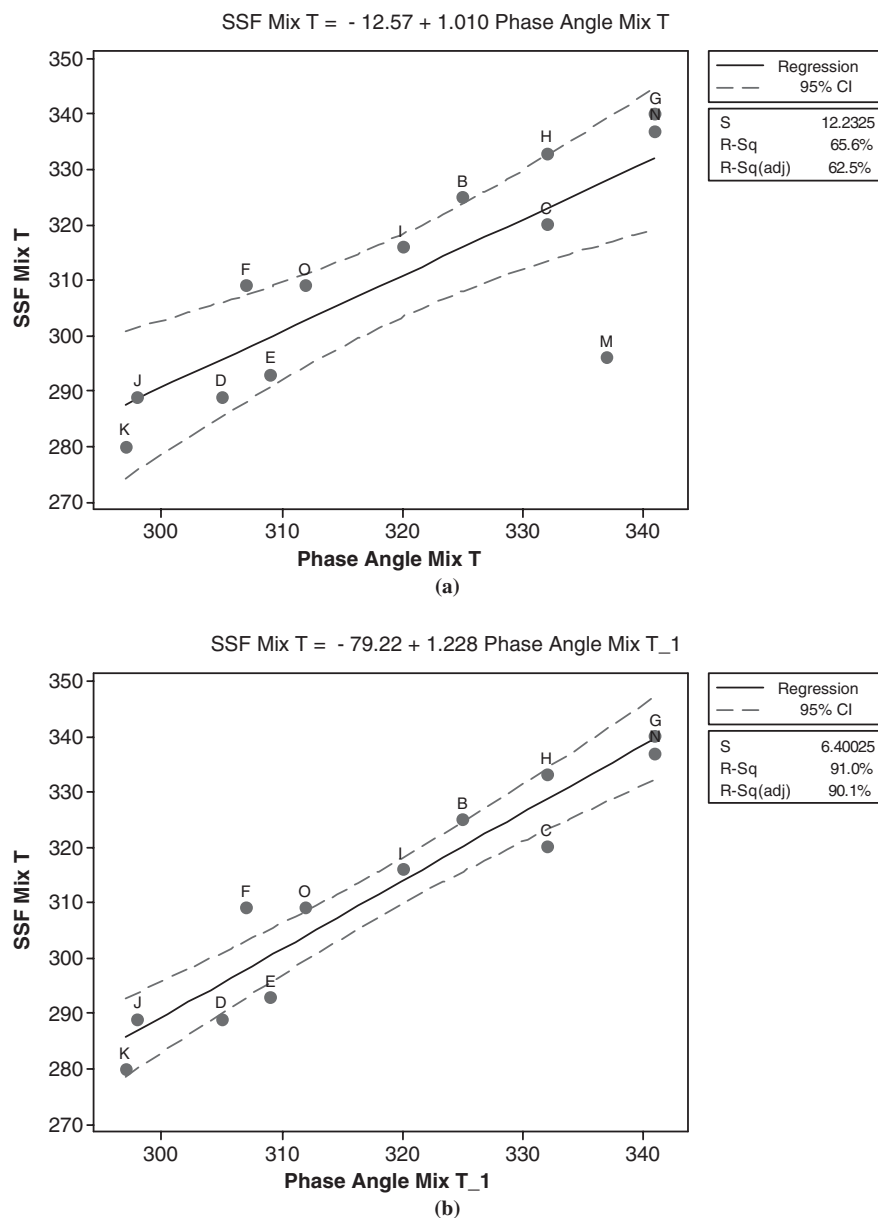 SSF Mix T = - 12.57 + 1.010 Phase Angle Mix T
350
340
330
320
310
300
290
280
270
SSF Mix T
G
N
H
B
C
I
F
O
M
E
J
D
K
300 310 320 330 340
Phase Angle Mix T
(a)
Regression
95% CI
S 12.2325
R-Sq 65.6%
R-Sq(adj) 62.5%
SSF Mix T = - 79.22 + 1.228 Phase Angle Mix T_1
350
340
330
320
310
300
290
280
270
SSF Mix T
G
N
H
B
C
I
F
O
E
J
D
K
300 310 320 330 340
Phase Angle Mix T_1
(b)
Regression
95% CI
S 6.40025
R-Sq 91.0%
R-Sq(adj) 90.1%